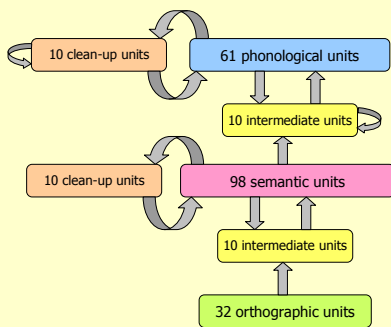 10 clean-up units
61 phonological units
10 intermediate units
10 clean-up units
98 semantic units
10 intermediate units
32 orthographic units